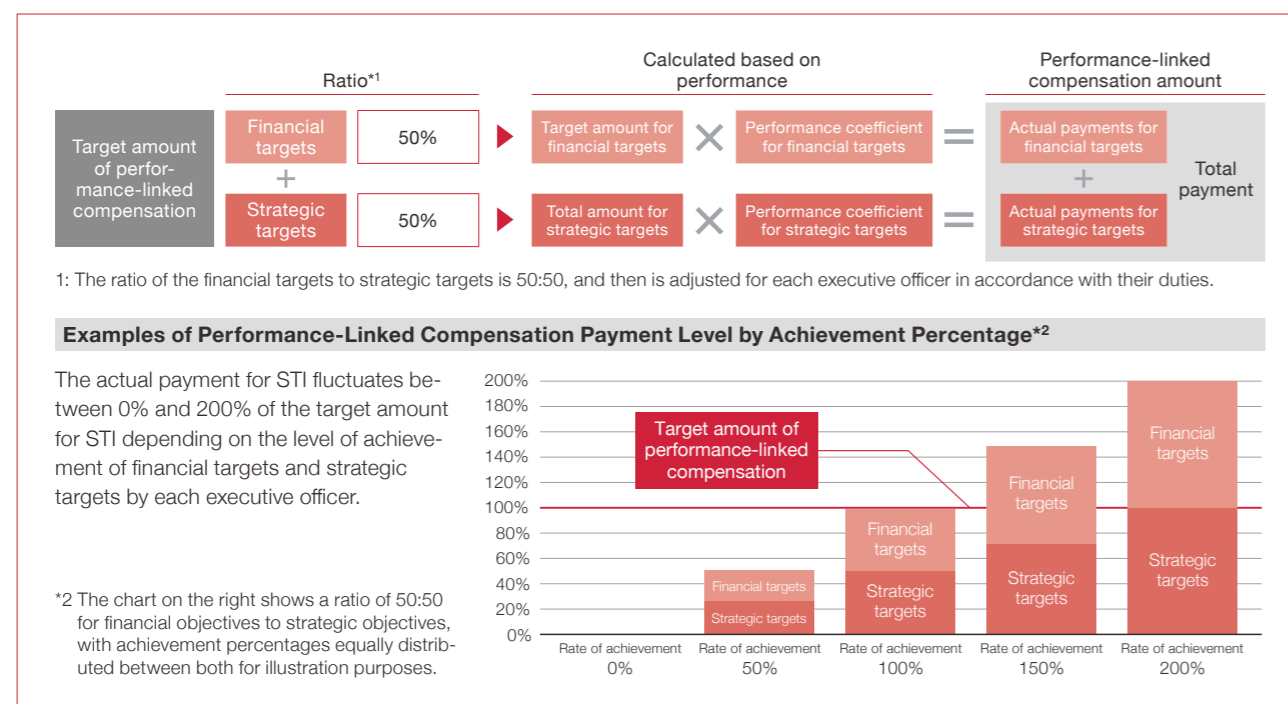 Ratio*1
Calculated based on
performance
Performance-linked
compensation amount
Target amount
of perfor-
mance-linked
compensation
Financial
targets
50%
Target amount for
financial targets
×
Performance coefficient
for financial targets
=
Actual payments for
financial targets
+
+
Total
payment
Strategic
targets
50%
Total amount for
strategic targets
×
Performance coefficient
for strategic targets
=
Actual payments for
strategic targets
1: The ratio of the financial targets to strategic targets is 50:50, and then is adjusted for each executive officer in accordance with their duties.
Examples of Performance-Linked Compensation Payment Level by Achievement Percentage*2
The actual payment for STI fluctuates be-
tween 0% and 200% of the target amount
for STI depending on the level of achieve-
ment of financial targets and strategic
targets by each executive officer.
*2 The chart on the right shows a ratio of 50:50
for financial objectives to strategic objectives,
with achievement percentages equally distrib-
uted between both for illustration purposes.
200%
180%
160%
140%
120%
100%
80%
60%
40%
20%
0%
Target amount of
performance-linked
compensation
Financial targets
Strategic targets
Financial
targets
Strategic
targets
Financial
targets
Strategic
targets
Financial
targets
Strategic
targets
Rate of achievement
0%
Rate of achievement
50%
Rate of achievement
100%
Rate of achievement
150%
Rate of achievement
200%